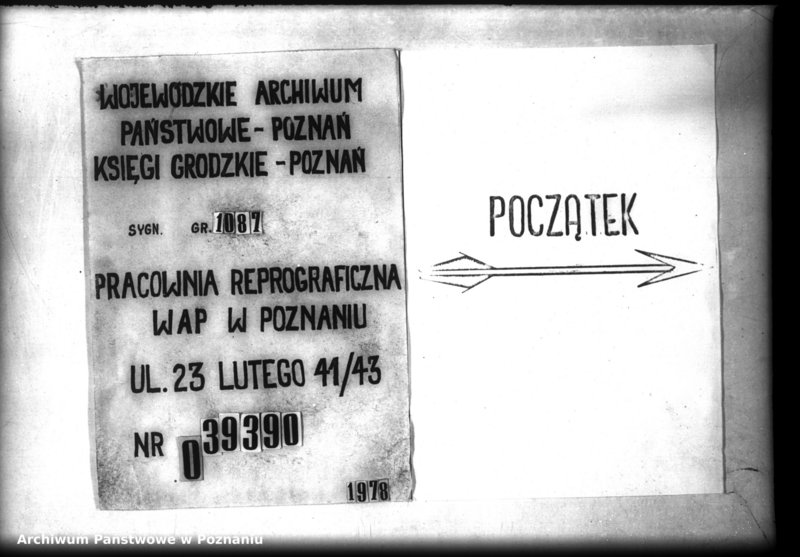 WOJEWÓDZKIE ARCHIWUM
PAŃSTWOWE - POZNAŃ
KSIĘGI GRODZKIE - POZNAŃ
SYGN. GR. 1087
PRACOWNIA REPROGRAFICZNA
WAP W POZNANIU
UL. 23 LUTEGO 41/43
NR 039390
1978
POCZĄTEK
Archiwum Państwowe w Poznaniu